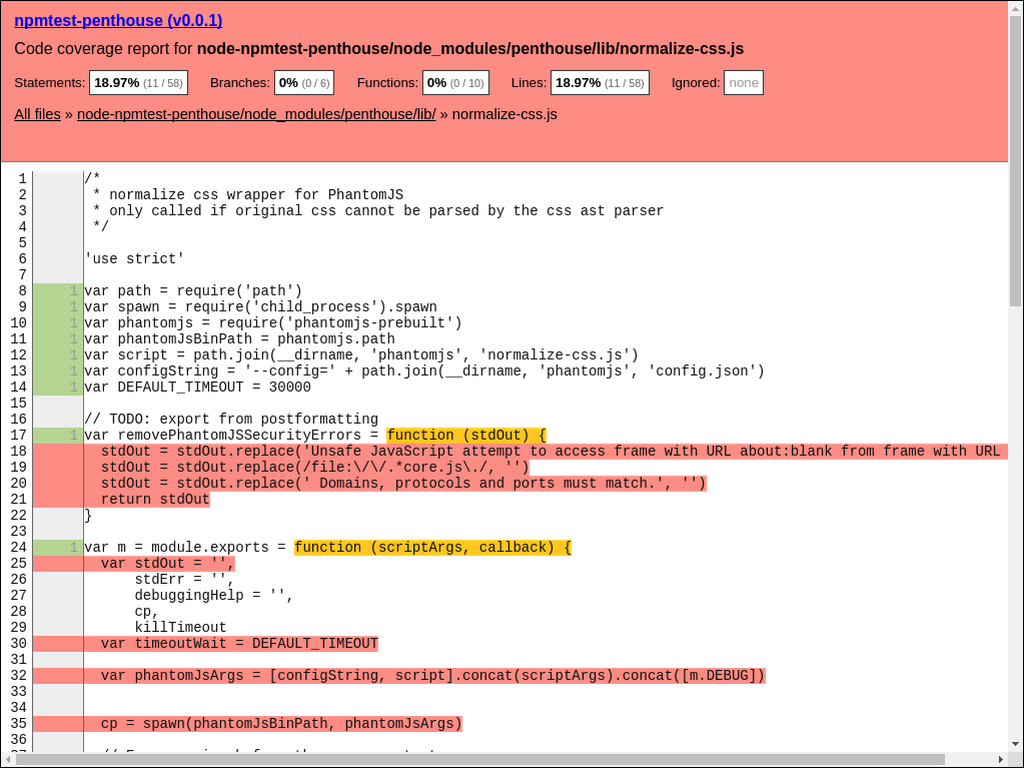 npmtest-penthouse (v0.0.1)
Code coverage report for node-npmtest-penthouse/node_modules/penthouse/lib/normalize-css.js
Statements: 18.97% (11 / 58) Branches: 0% (0 / 6) Functions: 0% (0 / 10) Lines: 18.97% (11 / 58) Ignored: none
All files » node-npmtest-penthouse/node_modules/penthouse/lib/ » normalize-css.js
1 /*
2  * normalize css wrapper for PhantomJS
3  * only called if original css cannot be parsed by the css ast parser
4  */
5
6 'use strict'
7
8 1 var path = require('path')
9 1 var spawn = require('child_process').spawn
10 1 var phantomjs = require('phantomjs-prebuilt')
11 1 var phantomJsBinPath = phantomjs.path
12 1 var script = path.join(__dirname, 'phantomjs', 'normalize-css.js')
13 1 var configString = '--config=' + path.join(__dirname, 'phantomjs', 'config.json')
14 1 var DEFAULT_TIMEOUT = 30000
15
16 // TODO: export from postformatting
17 1 var removePhantomJSSecurityErrors = function (stdOut) {
18   stdOut = stdOut.replace('Unsafe JavaScript attempt to access frame with URL about:blank from frame with URL
19   stdOut = stdOut.replace(/file:\/\/.*core.js\./, '')
20   stdOut = stdOut.replace(' Domains, protocols and ports must match.', '')
21   return stdOut
22 }
23
24 1 var m = module.exports = function (scriptArgs, callback) {
25   var stdOut = '',
26       stdErr = '',
27       debuggingHelp = '',
28       cp,
29       killTimeout
30   var timeoutWait = DEFAULT_TIMEOUT
31
32   var phantomJsArgs = [configString, script].concat(scriptArgs).concat([m.DEBUG])
33
34
35   cp = spawn(phantomJsBinPath, phantomJsArgs)
36